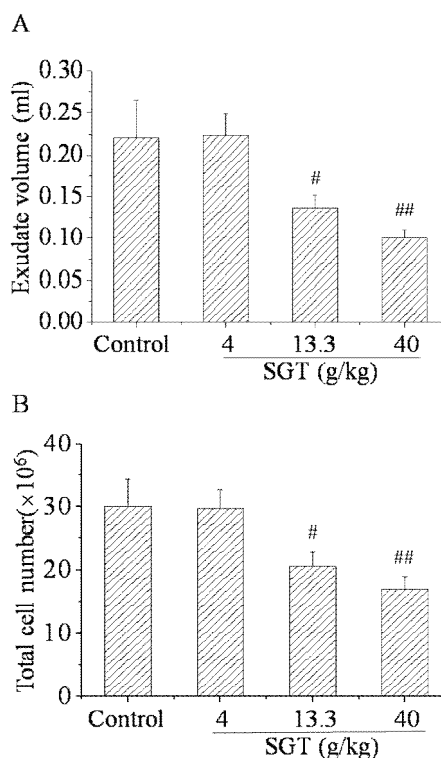 A
Exudate volume (ml)
0.30
0.25
0.20
0.15
0.10
0.05
0.00
#
##
Control 4 13.3 40
SGT (g/kg)
B
Total cell number(×10⁶)
40
30
20
10
0
#
##
Control 4 13.3 40
SGT (g/kg)